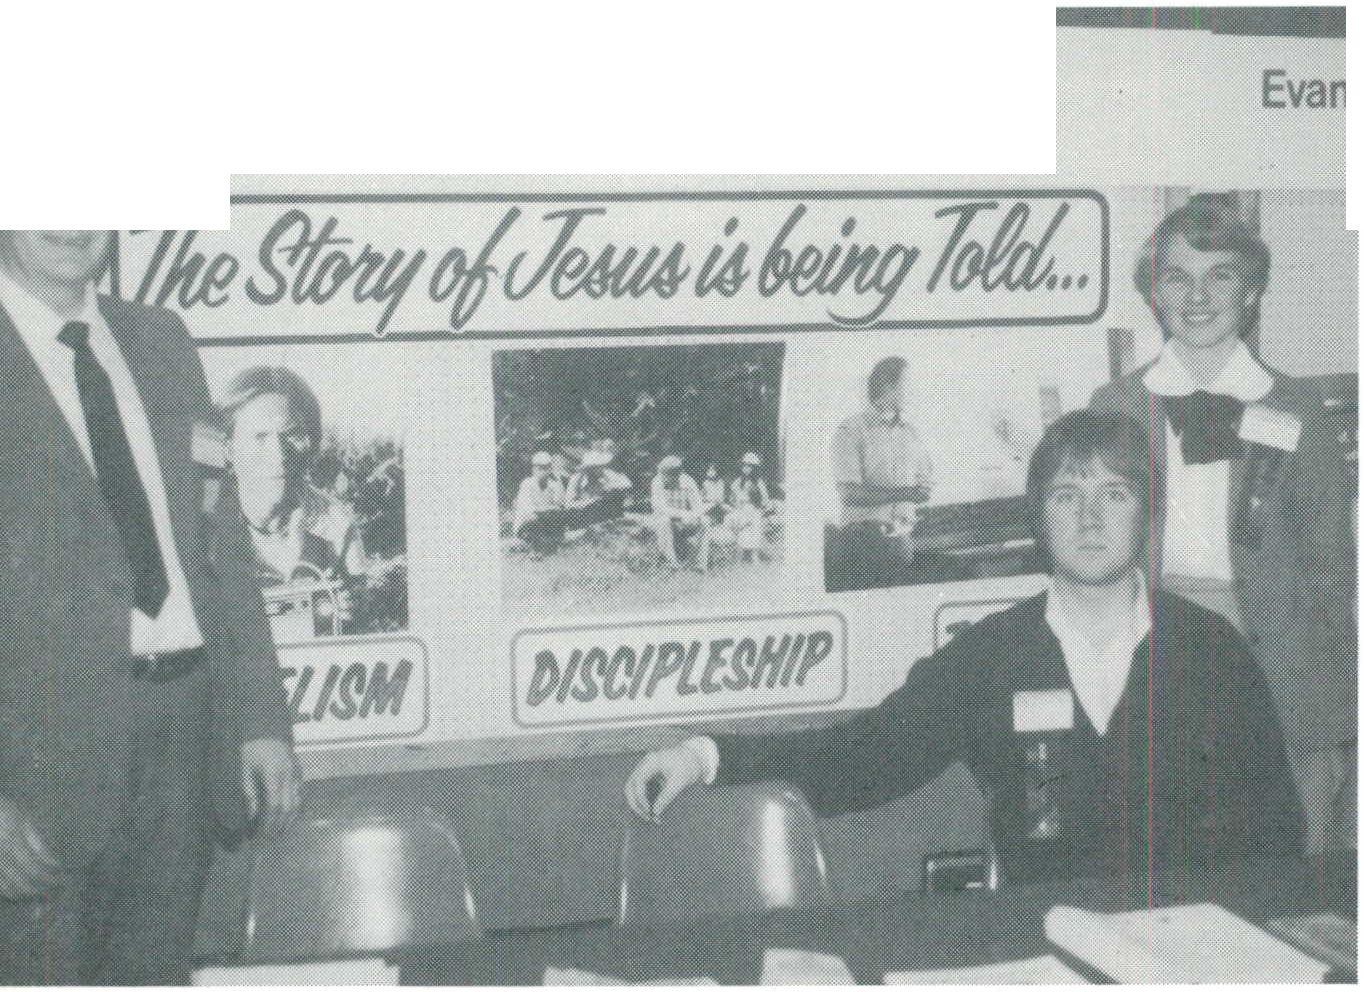 Evan
The Story of Jesus is being Told...
ELISM
DISCIPLESHIP